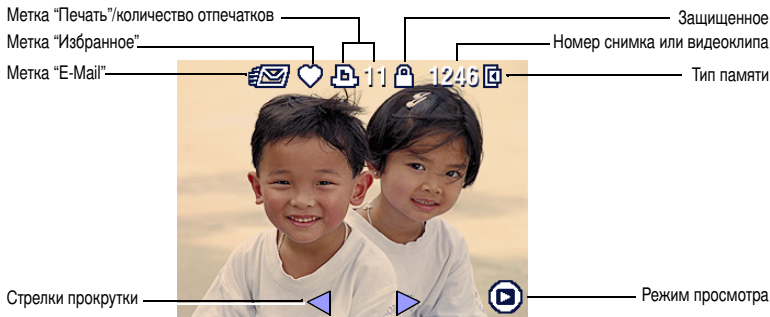 Метка “Печать”/количество отпечатков
Защищенное
Метка “Избранное”
Номер снимка или видеоклипа
Метка “E-Mail”
11
1246
Тип памяти
Стрелки прокрутки
Режим просмотра